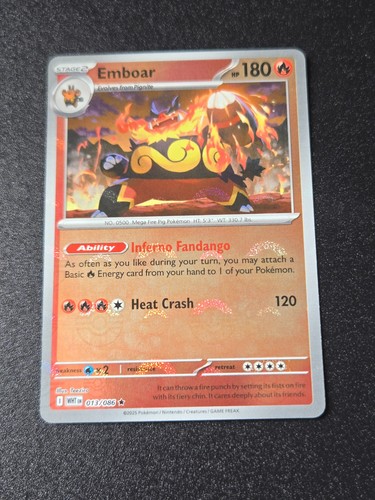 STAGE 2
Emboar
HP 180
Evolves from Pignite
NO. 0500 Mega Fire Pig Pokémon HT: 5'3" WT: 330.7 lbs.
Ability Inferno Fandango
As often as you like during your turn, you may attach a
Basic Energy card from your hand to 1 of your Pokémon.
Heat Crash 120
weakness ×2 resistance retreat
Illus.
It can throw a fire punch by setting its fists on fire
with its fiery chin. It cares deeply about its friends.
I WHT EN 013/086 ★
©2025 Pokémon / Nintendo / Creatures / GAME FREAK